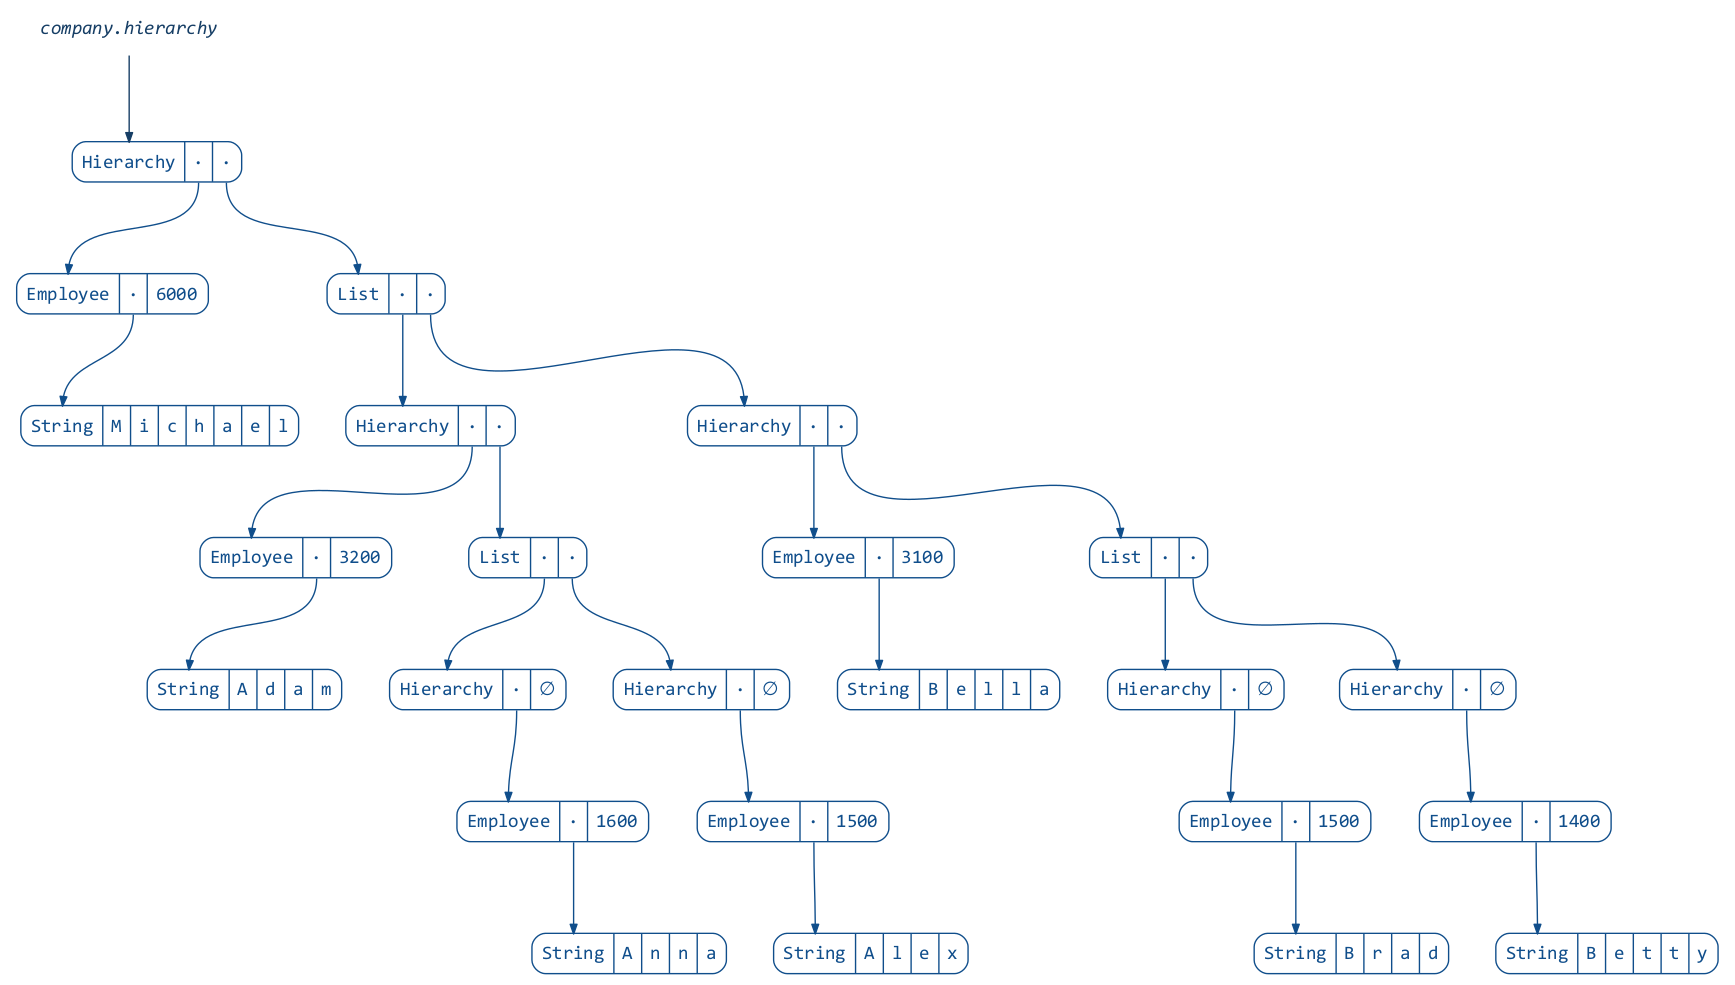 company.hierarchy
Hierarchy · ·
Employee · 6000 List · ·
String M i c h a e l Hierarchy · · Hierarchy · ·
Employee · 3200 List · · Employee · 3100 List · ·
String A d a m Hierarchy · ∅ Hierarchy · ∅ String B e l l a Hierarchy · ∅ Hierarchy · ∅
Employee · 1600 Employee · 1500 Employee · 1500 Employee · 1400
String A n n a String A l e x String B r a d String B e t t y